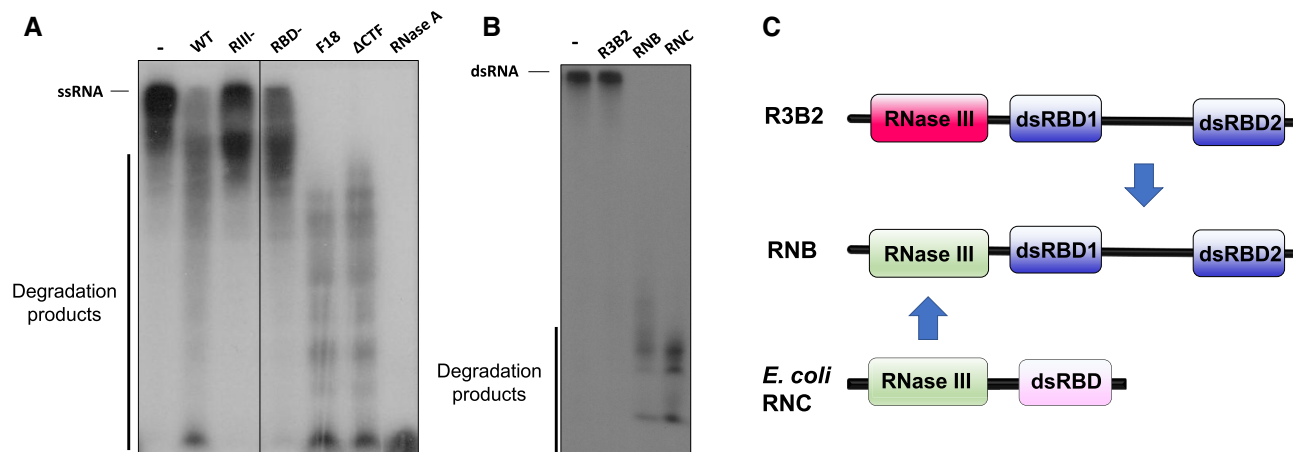 A
- WT RIII- RBD- F18 ΔCTF RNase A
ssRNA
Degradation
products
B
- R3B2 RNB RNC
dsRNA
Degradation
products
C
R3B2
RNase III dsRBD1 dsRBD2
RNB
RNase III dsRBD1 dsRBD2
E. coli
RNC
RNase III dsRBD